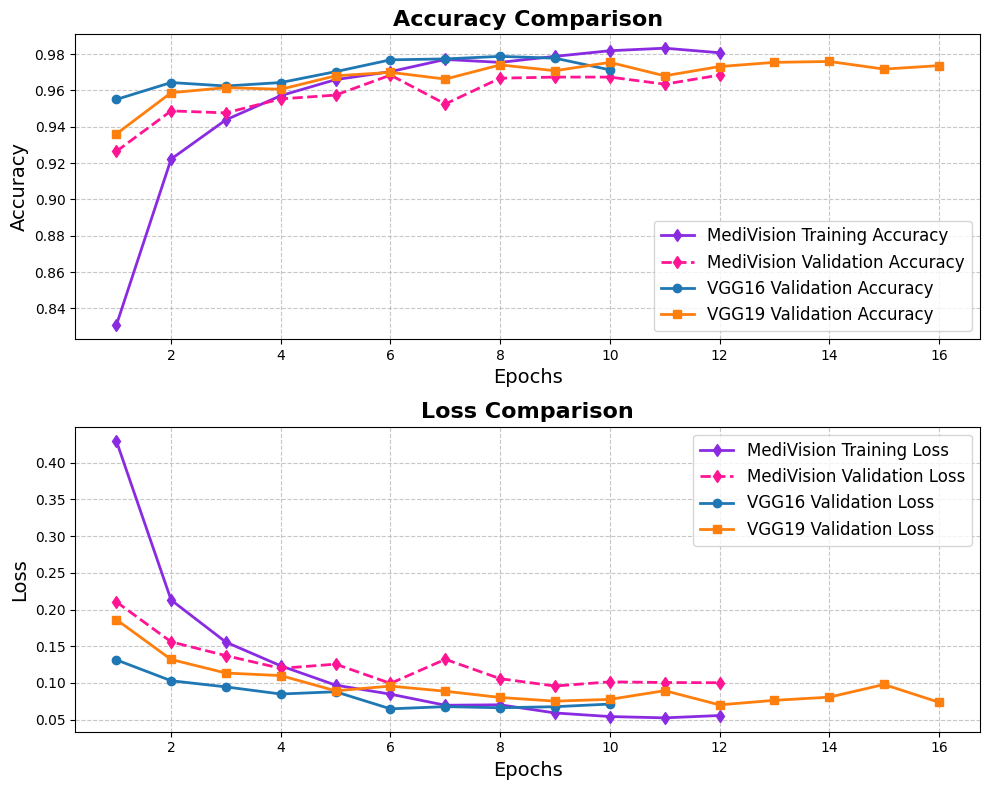 Accuracy Comparison
0.98
0.96
0.94
0.92
0.90
0.88
0.86
0.84
Accuracy
MediVision Training Accuracy
MediVision Validation Accuracy
VGG16 Validation Accuracy
VGG19 Validation Accuracy
2 4 6 8 10 12 14 16
Epochs
Loss Comparison
0.40
0.35
0.30
0.25
0.20
0.15
0.10
0.05
Loss
MediVision Training Loss
MediVision Validation Loss
VGG16 Validation Loss
VGG19 Validation Loss
2 4 6 8 10 12 14 16
Epochs